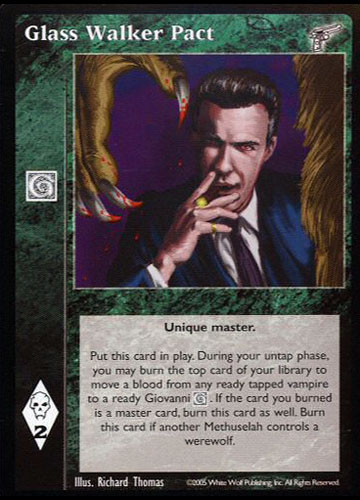 Glass Walker Pact
Unique master.
Put this card in play. During your untap phase,
you may burn the top card of your library to
move a blood from any ready tapped vampire
to a ready Giovanni. If the card you burned
is a master card, burn this card as well. Burn
this card if another Methuselah controls a
werewolf.
2
Illus. Richard Thomas
©2005 White Wolf Publishing, Inc. All Rights Reserved.